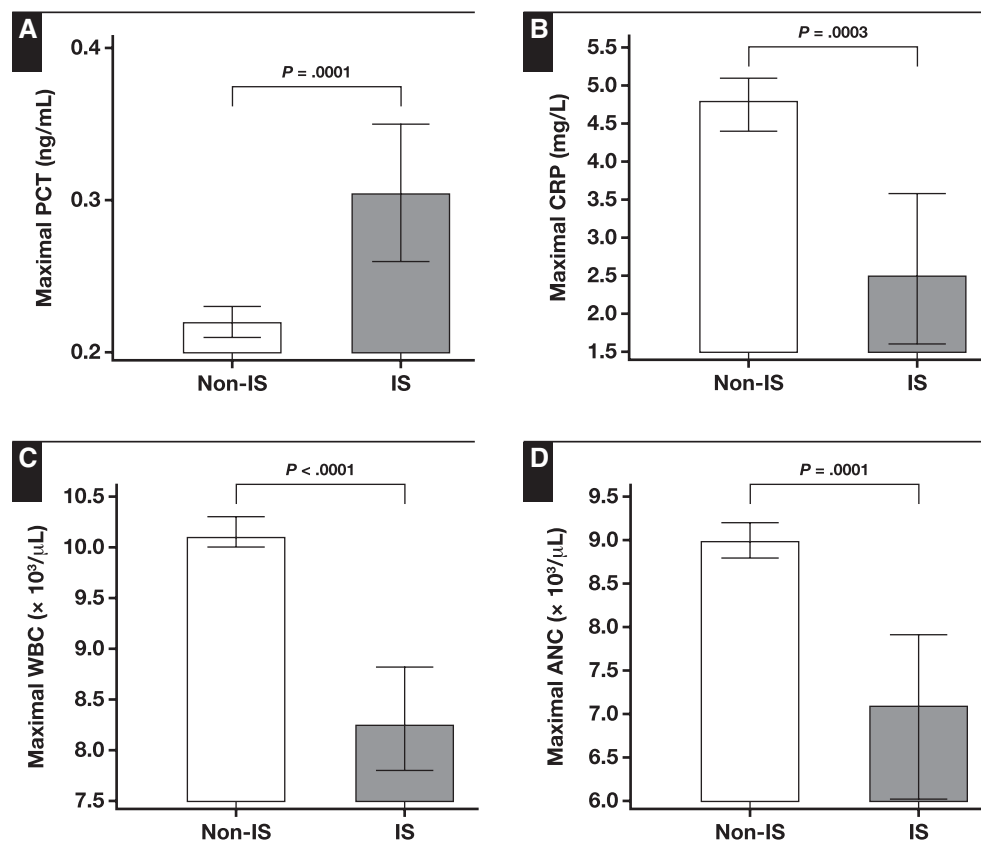 A
P = .0001
Maximal PCT (ng/mL)
0.4
0.3
0.2
Non-IS IS
B
P = .0003
Maximal CRP (mg/L)
5.5
5.0
4.5
4.0
3.5
3.0
2.5
2.0
1.5
Non-IS IS
C
P < .0001
Maximal WBC (× 10³/μL)
10.5
10.0
9.5
9.0
8.5
8.0
7.5
Non-IS IS
D
P = .0001
Maximal ANC (× 10³/μL)
9.5
9.0
8.5
8.0
7.5
7.0
6.5
6.0
Non-IS IS